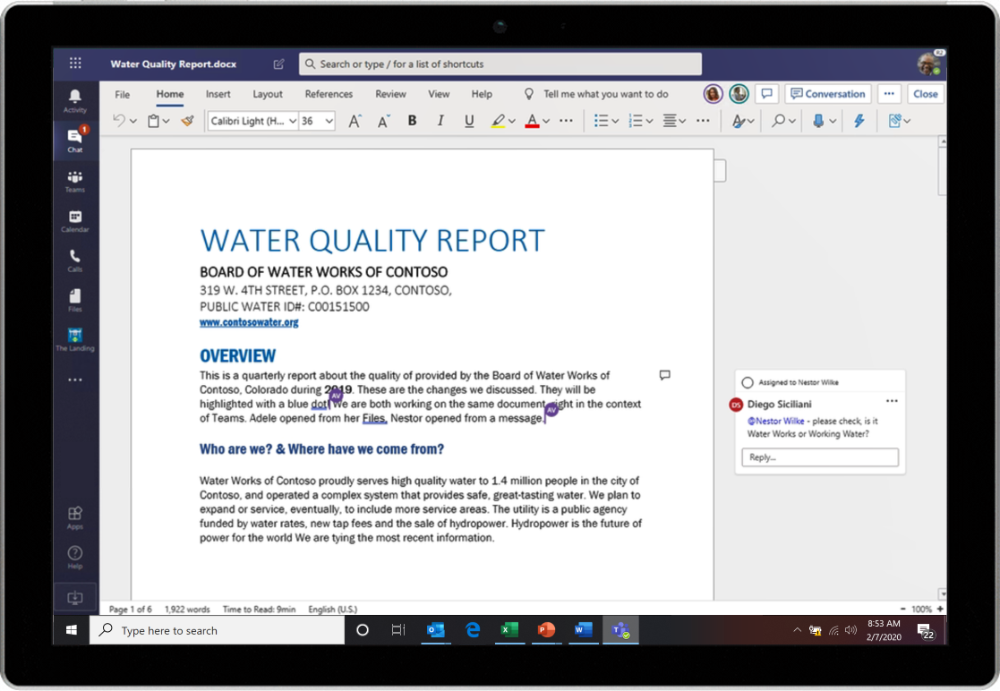 Water Quality Report.docx
Search or type / for a list of shortcuts
R2
File Home Insert Layout References Review View Help Tell me what you want to do Conversation ... Close
Calibri Light (H... 36 A A B I U A ... ...
Activity
1
Chat
Teams
Calendar
Calls
Files
The Landing
...
Apps
Help
WATER QUALITY REPORT
BOARD OF WATER WORKS OF CONTOSO
319 W. 4TH STREET, P.O. BOX 1234, CONTOSO,
PUBLIC WATER ID#: C00151500
www.contosowater.org
OVERVIEW
This is a quarterly report about the quality of provided by the Board of Water Works of
Contoso, Colorado during 2019. These are the changes we discussed. They will be
AV
highlighted with a blue dot! We are both working on the same document right in the context
AV
of Teams. Adele opened from her Files, Nestor opened from a message.
Who are we? & Where have we come from?
Water Works of Contoso proudly serves high quality water to 1.4 million people in the city of
Contoso, and operated a complex system that provides safe, great-tasting water. We plan to
expand or service, eventually, to include more service areas. The utility is a public agency
funded by water rates, new tap fees and the sale of hydropower. Hydropower is the future of
power for the world We are tying the most recent information.
Assigned to Nestor Wilke
DS Diego Siciliani ...
@Nestor Wilke - please check, is it
Water Works or Working Water?
Reply...
Page 1 of 6 1,922 words Time to Read: 9min English (U.S.) - 100% +
Type here to search
8:53 AM
2/7/2020
22